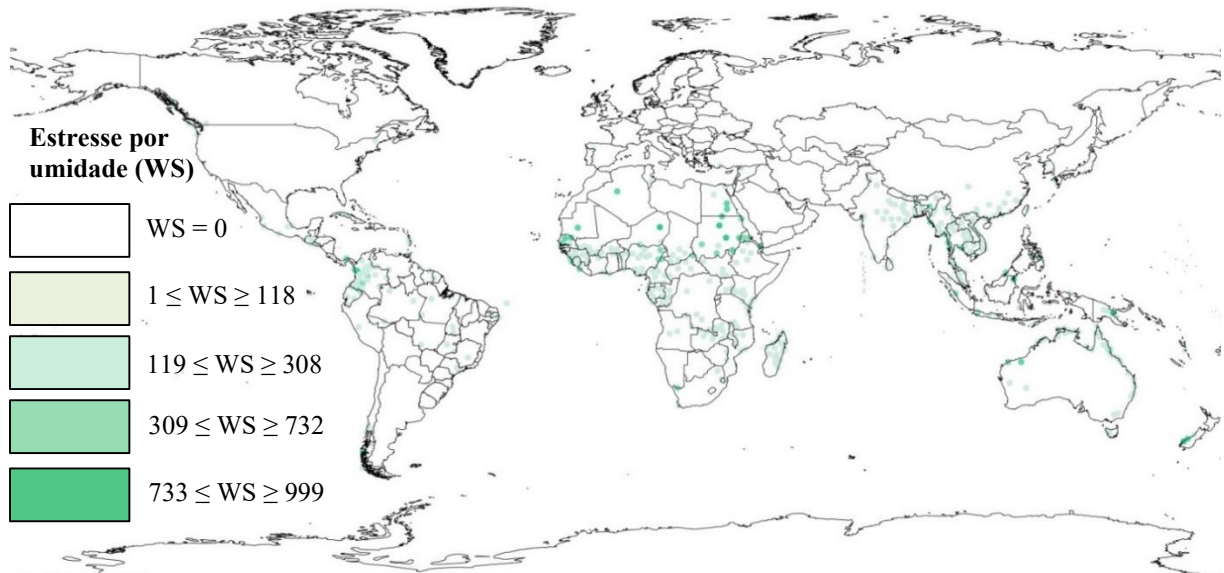 Estresse por
umidade (WS)
WS = 0
1 ≤ WS ≥ 118
119 ≤ WS ≥ 308
309 ≤ WS ≥ 732
733 ≤ WS ≥ 999